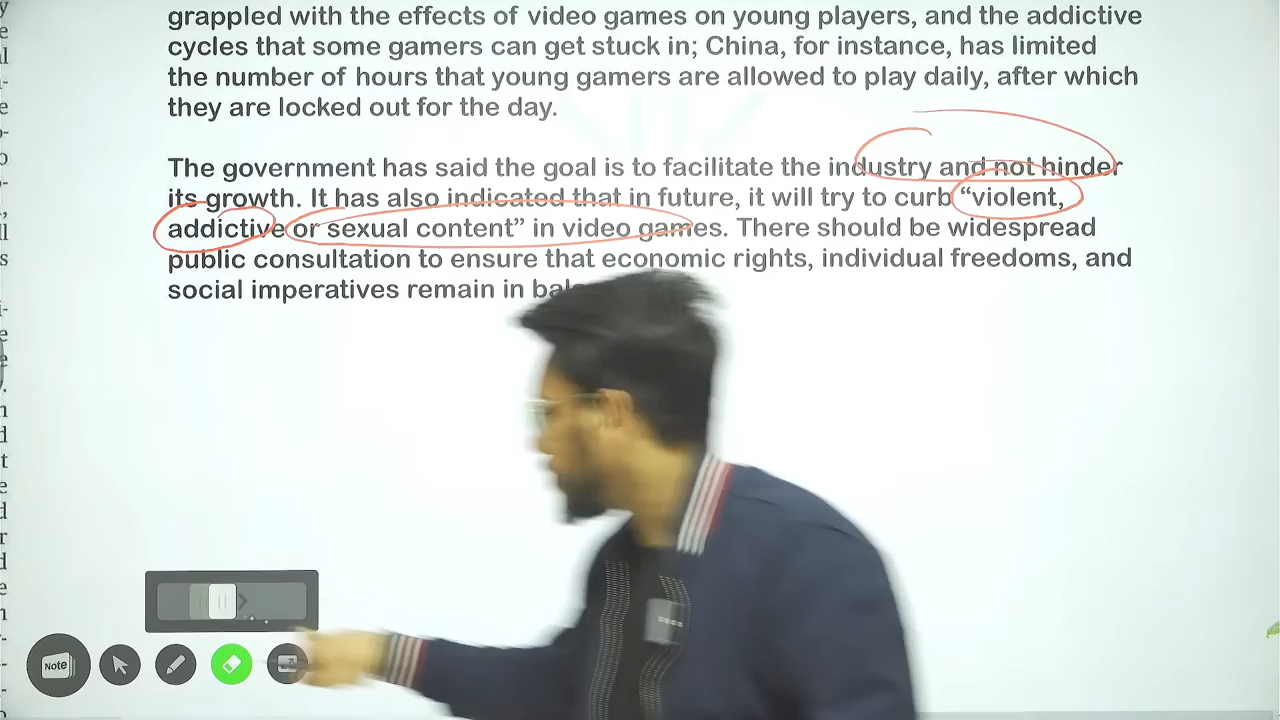 grappled with the effects of video games on young players, and the addictive
cycles that some gamers can get stuck in; China, for instance, has limited
the number of hours that young gamers are allowed to play daily, after which
they are locked out for the day.
The government has said the goal is to facilitate the industry and not hinder
its growth. It has also indicated that in future, it will try to curb “violent,
addictive or sexual content” in video games. There should be widespread
public consultation to ensure that economic rights, individual freedoms, and
social imperatives remain in
Note